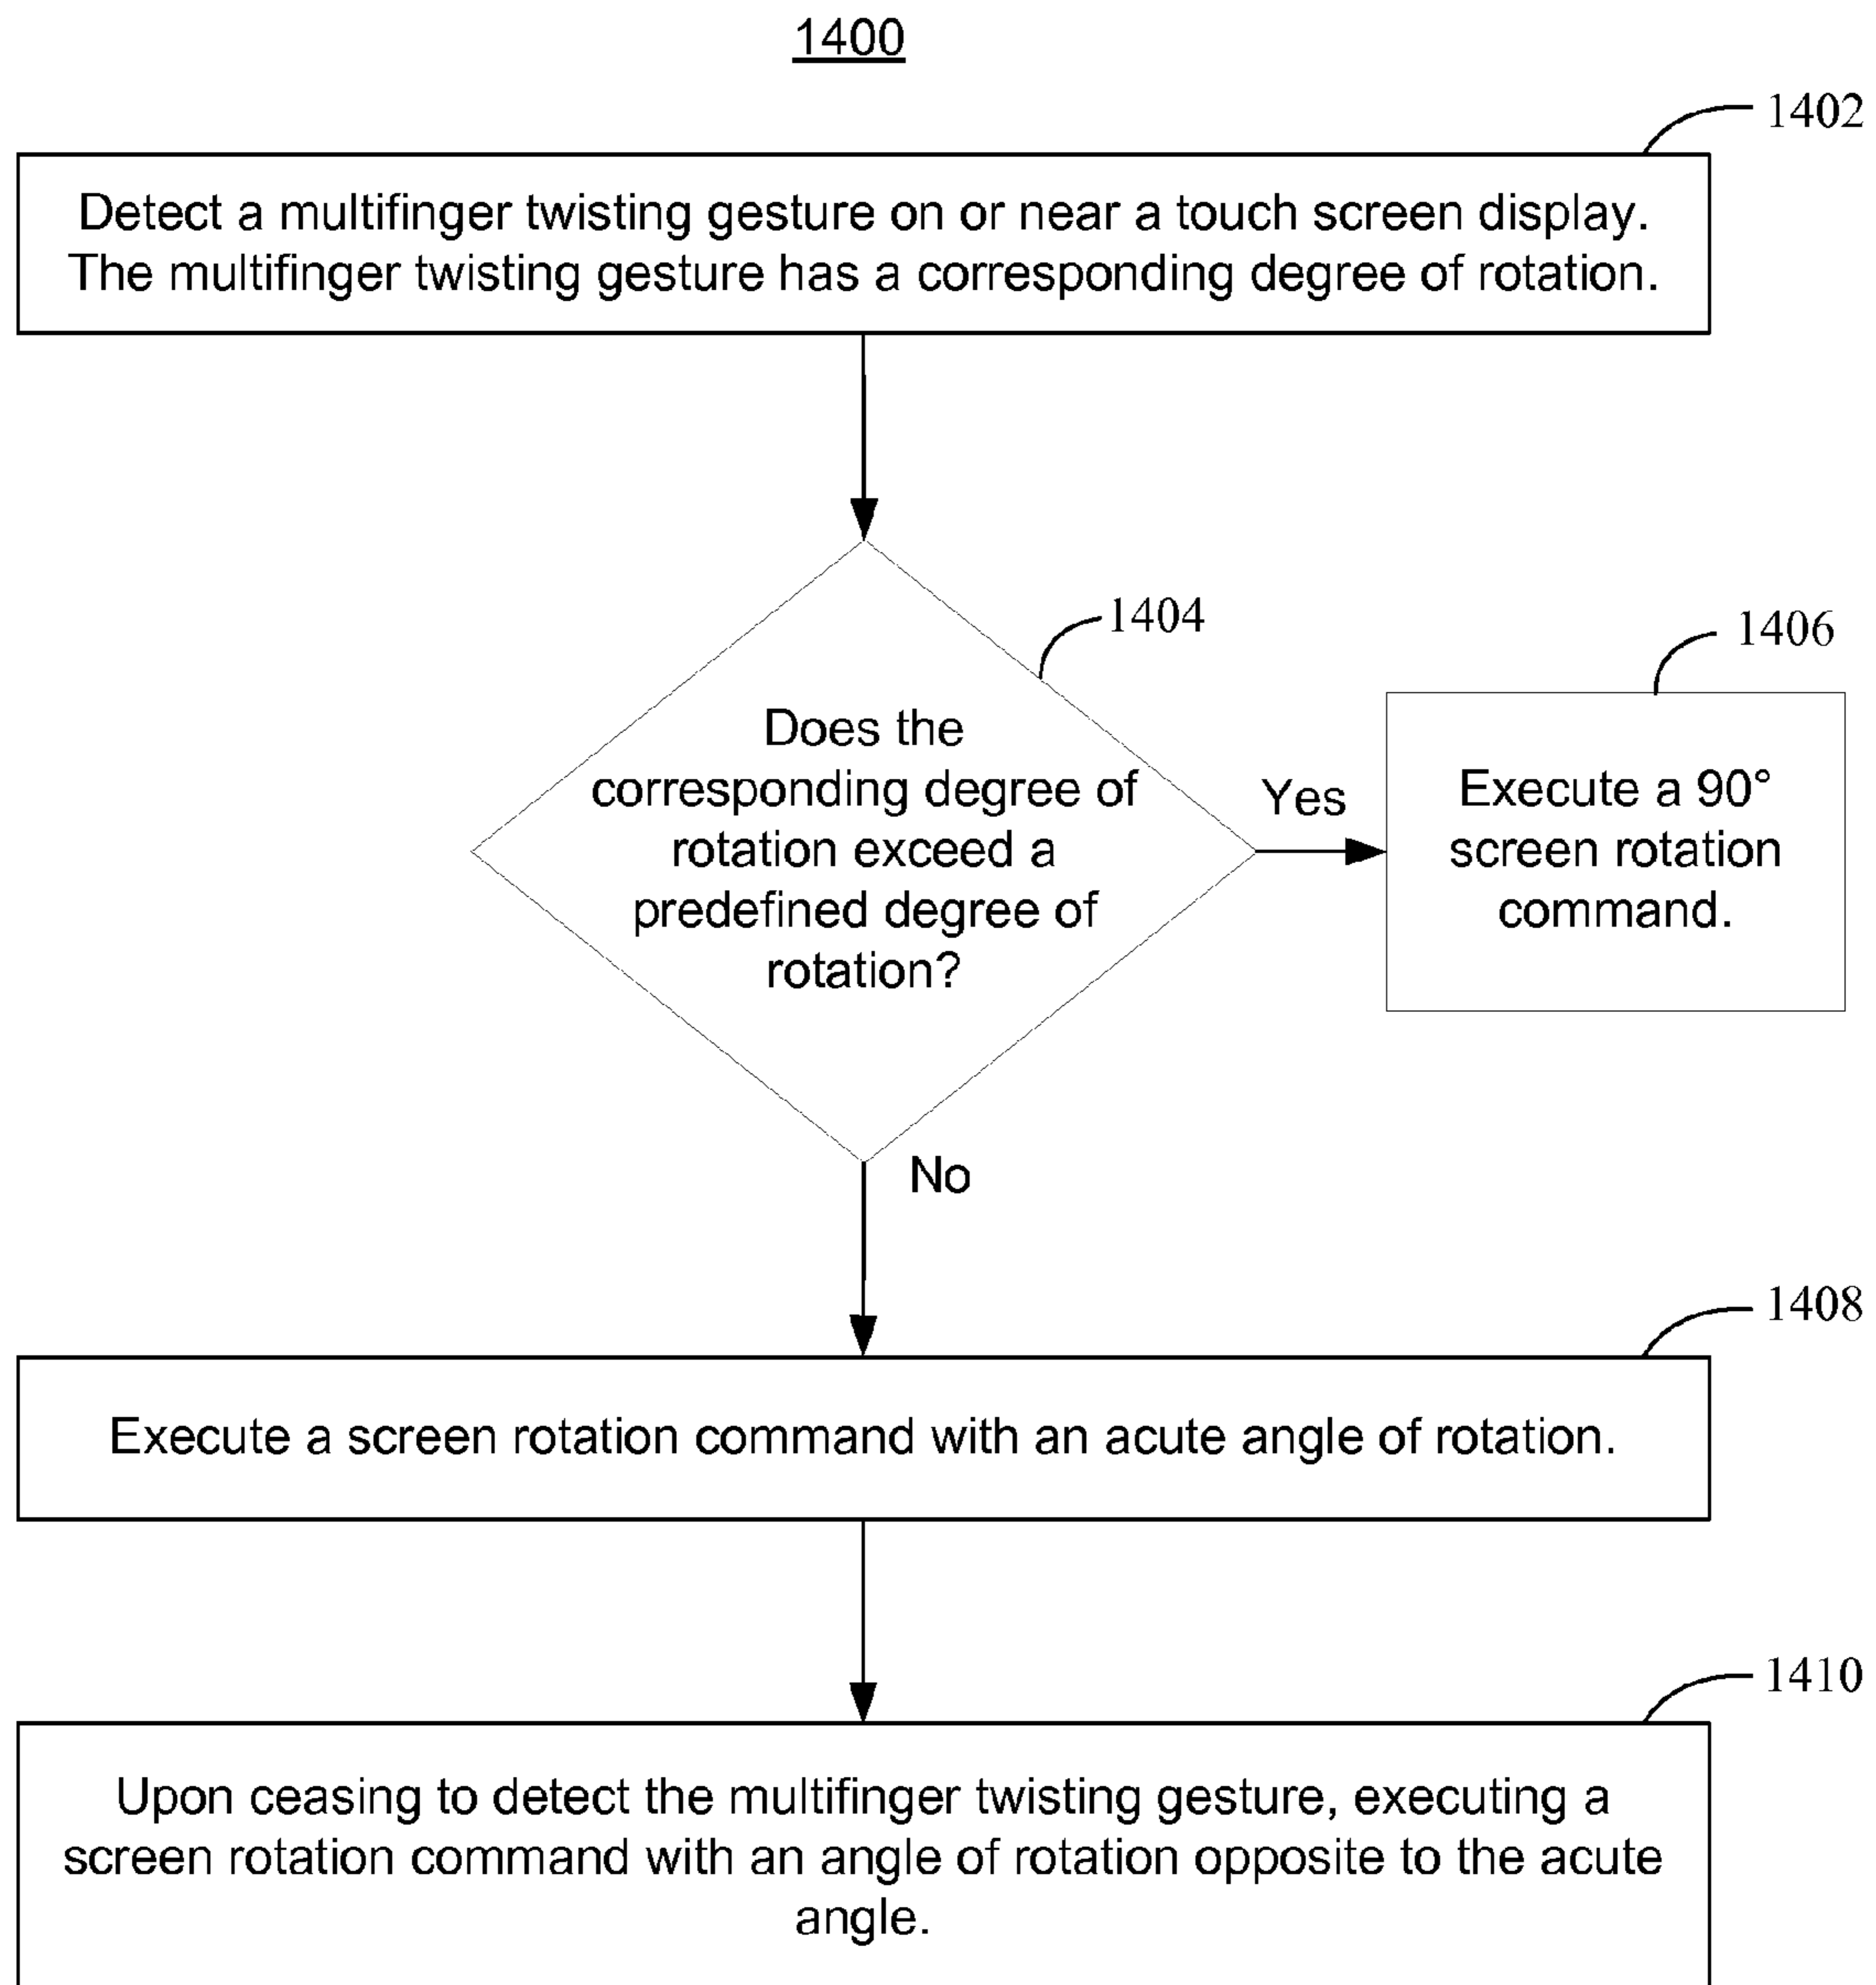 1400
1402
Detect a multifinger twisting gesture on or near a touch screen display.
The multifinger twisting gesture has a corresponding degree of rotation.
1404
Does the
corresponding degree of
rotation exceed a
predefined degree of
rotation?
Yes
1406
Execute a 90°
screen rotation
command.
No
1408
Execute a screen rotation command with an acute angle of rotation.
1410
Upon ceasing to detect the multifinger twisting gesture, executing a
screen rotation command with an angle of rotation opposite to the acute
angle.